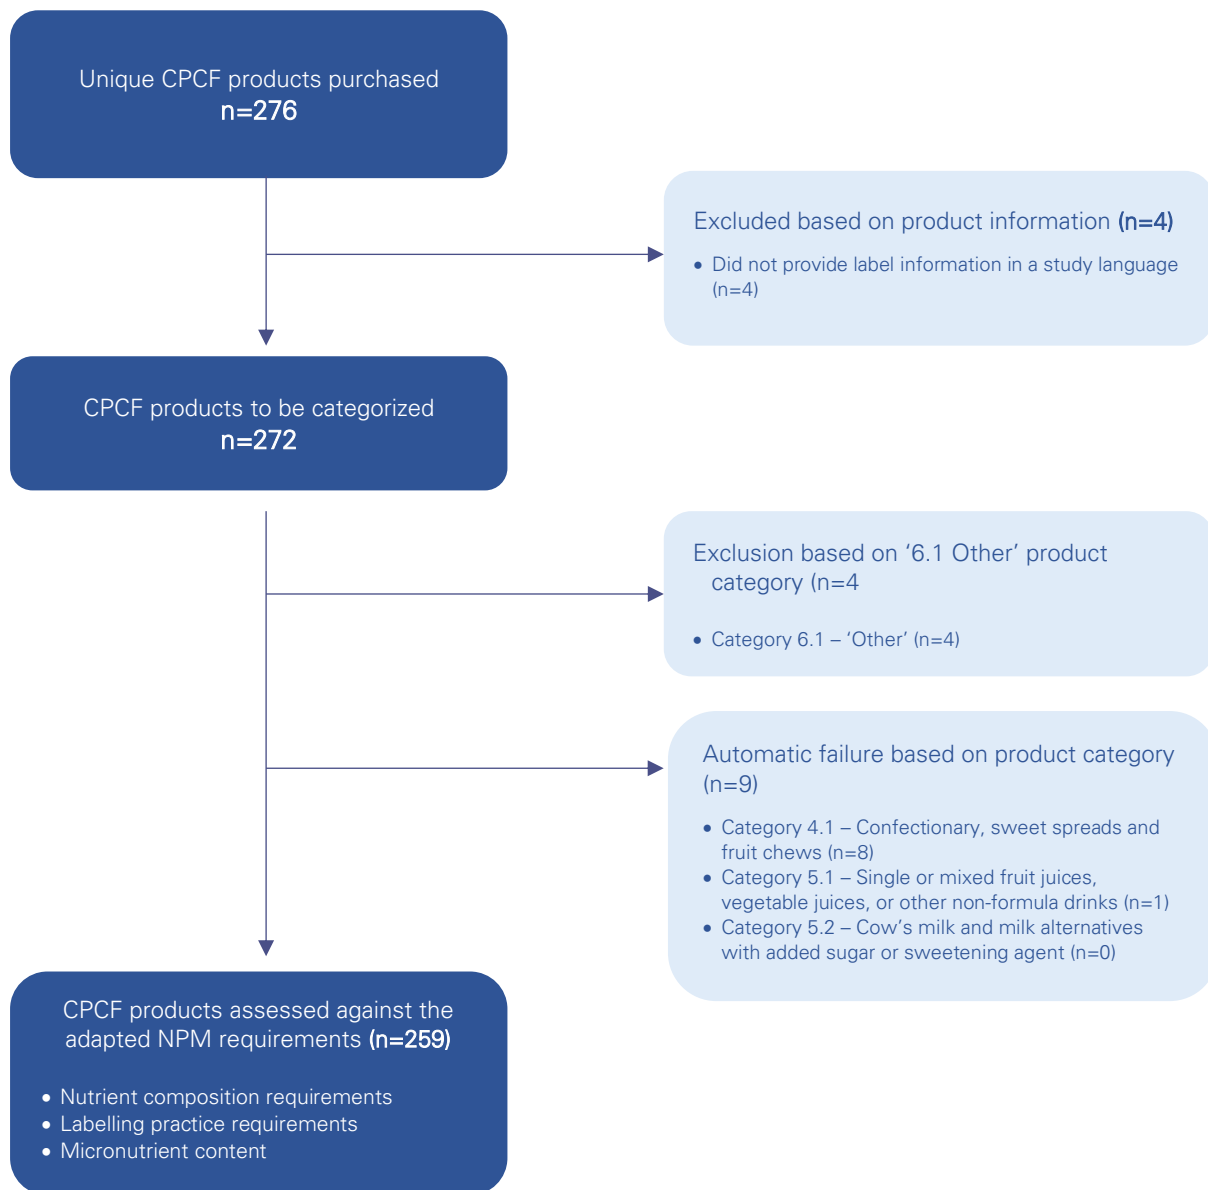 Unique CPCF products purchased
n=276
Excluded based on product information (n=4)
• Did not provide label information in a study language
(n=4)
CPCF products to be categorized
n=272
Exclusion based on ‘6.1 Other’ product
category (n=4
• Category 6.1 – ‘Other’ (n=4)
Automatic failure based on product category
(n=9)
• Category 4.1 – Confectionary, sweet spreads and
fruit chews (n=8)
• Category 5.1 – Single or mixed fruit juices,
vegetable juices, or other non-formula drinks (n=1)
• Category 5.2 – Cow’s milk and milk alternatives
with added sugar or sweetening agent (n=0)
CPCF products assessed against the
adapted NPM requirements (n=259)
• Nutrient composition requirements
• Labelling practice requirements
• Micronutrient content